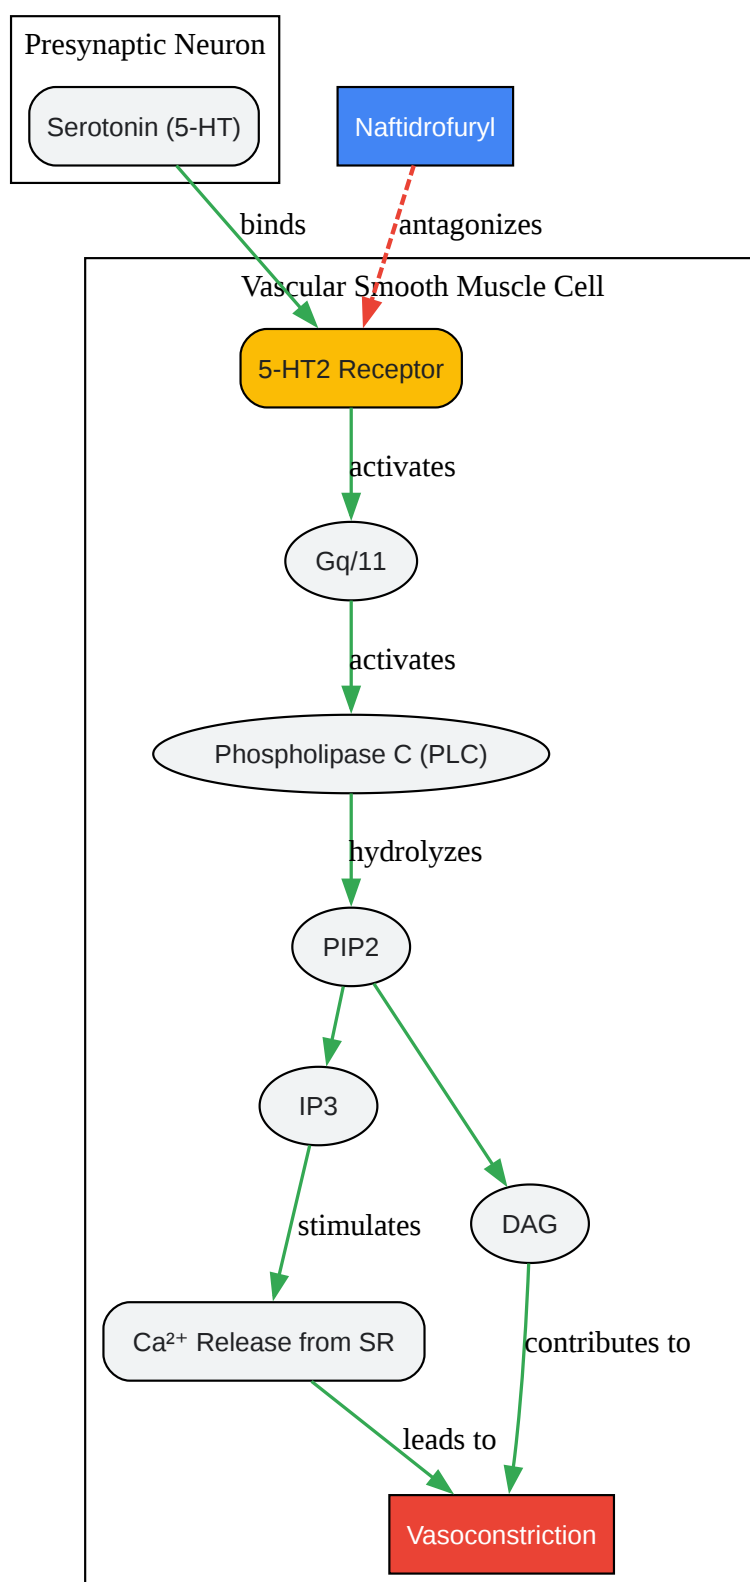 Presynaptic Neuron
Serotonin (5-HT)
Naftidrofuryl
binds
antagonizes
Vascular Smooth Muscle Cell
5-HT2 Receptor
activates
Gq/11
activates
Phospholipase C (PLC)
hydrolyzes
PIP2
IP3
DAG
stimulates
Ca²⁺ Release from SR
contributes to
leads to
Vasoconstriction